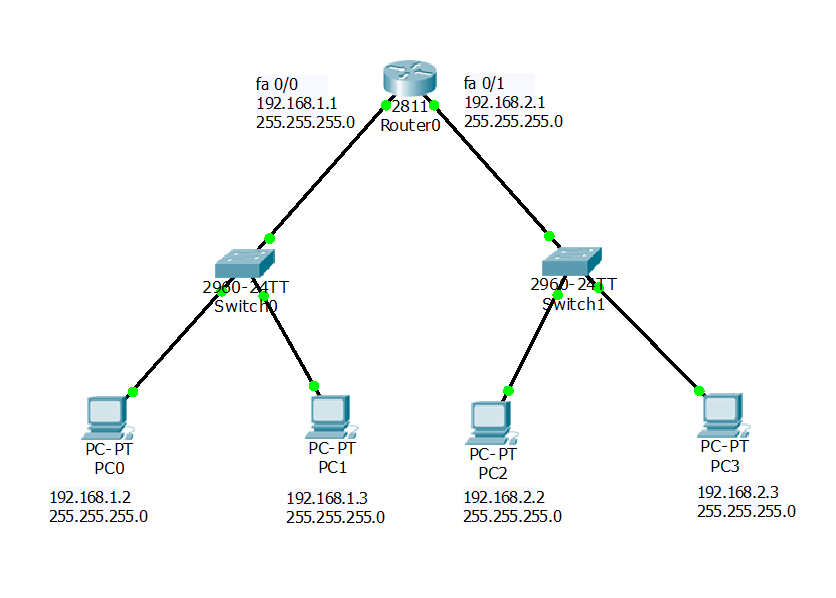 fa 0/0
192.168.1.1
255.255.255.0
fa 0/1
192.168.2.1
255.255.255.0
2811
Router0
2960-24TT
Switch0
2960-24TT
Switch1
PC-PT
PC0
192.168.1.2
255.255.255.0
PC-PT
PC1
192.168.1.3
255.255.255.0
PC-PT
PC2
192.168.2.2
255.255.255.0
PC-PT
PC3
192.168.2.3
255.255.255.0